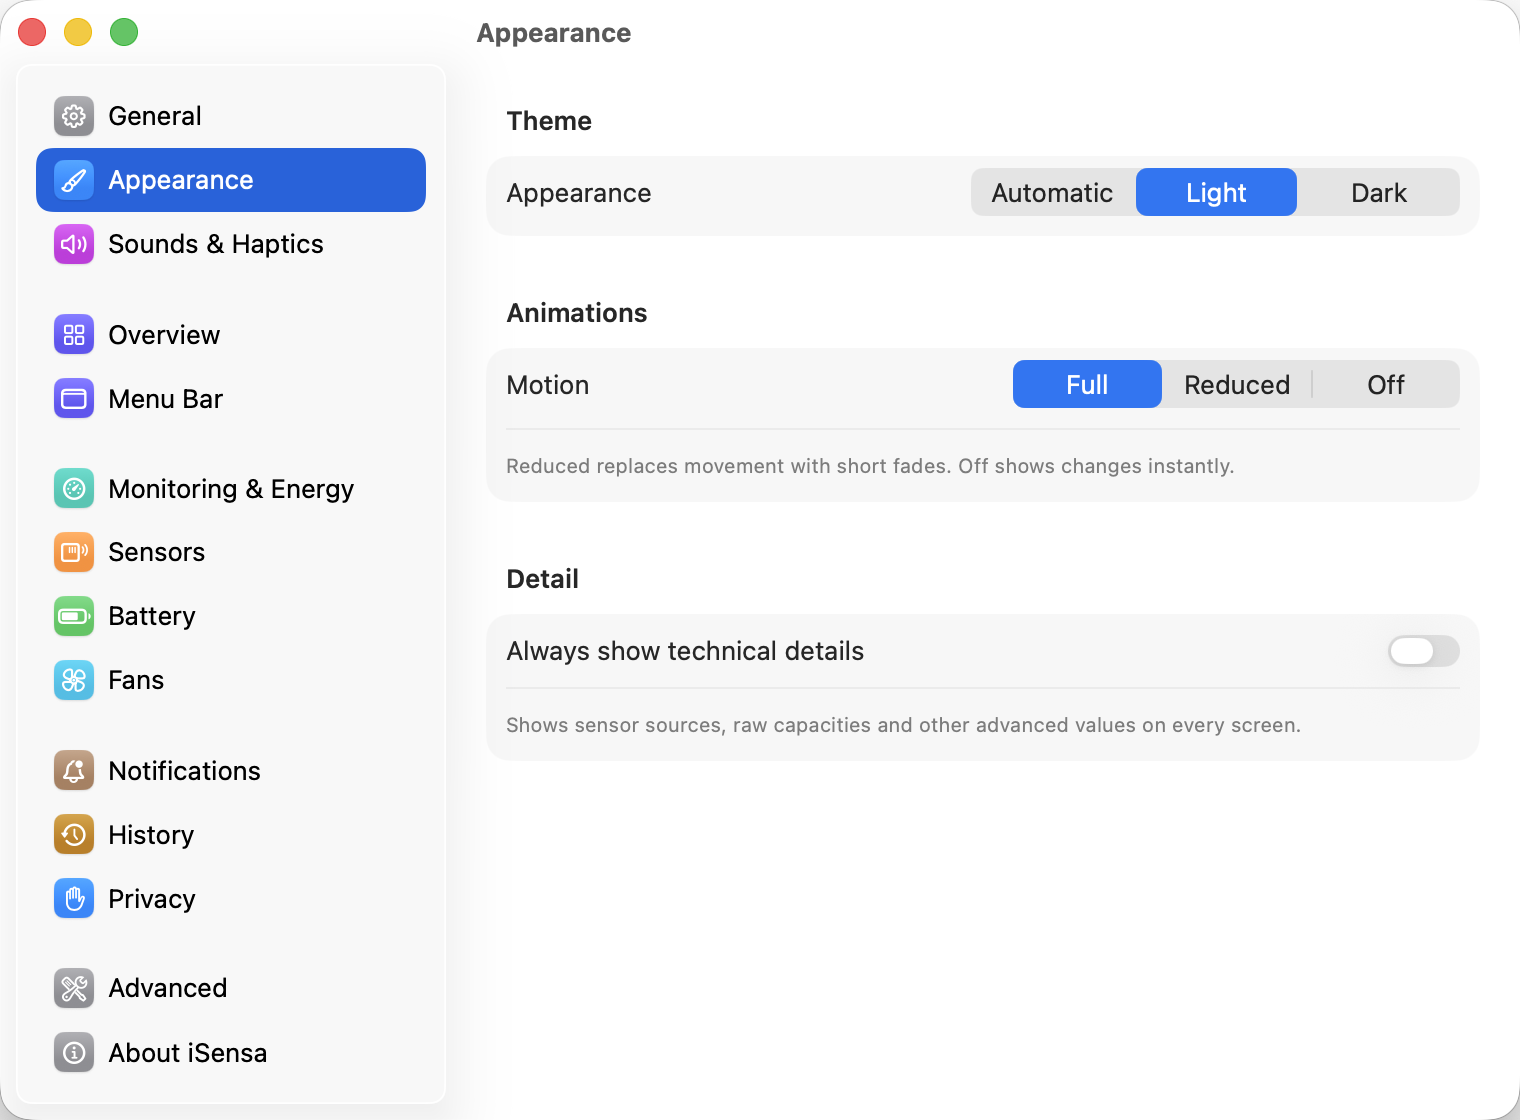 Appearance
General
Appearance
Sounds & Haptics
Overview
Menu Bar
Monitoring & Energy
Sensors
Battery
Fans
Notifications
History
Privacy
Advanced
About iSensa
Theme
Appearance Automatic Light Dark
Animations
Motion Full Reduced Off
Reduced replaces movement with short fades. Off shows changes instantly.
Detail
Always show technical details
Shows sensor sources, raw capacities and other advanced values on every screen.